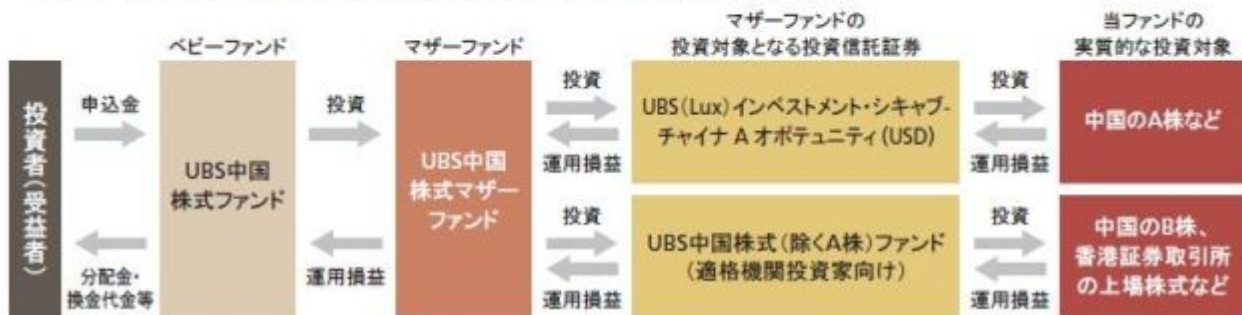 マザーファンドの
投資対象となる投資信託証券
当ファンドの
実質的な投資対象
ベビーファンド
マザーファンド
投資者(受益者)
申込金
分配金・
換金代金等
UBS中国
株式ファンド
投資
運用損益
UBS中国
株式マザー
ファンド
投資
運用損益
投資
運用損益
UBS(Lux)インベストメント・シキャブ-
チャイナ A オポテュニティ(USD)
UBS中国株式(除くA株)ファンド
(適格機関投資家向け)
投資
運用損益
投資
運用損益
中国のA株など
中国のB株、
香港証券取引所
の上場株式など